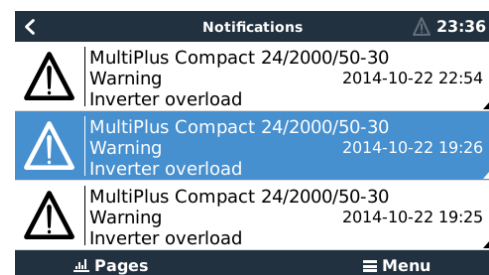 Notifications 23:36
MultiPlus Compact 24/2000/50-30
Warning 2014-10-22 22:54
Inverter overload
MultiPlus Compact 24/2000/50-30
Warning 2014-10-22 19:26
Inverter overload
MultiPlus Compact 24/2000/50-30
Warning 2014-10-22 19:25
Inverter overload
Pages Menu